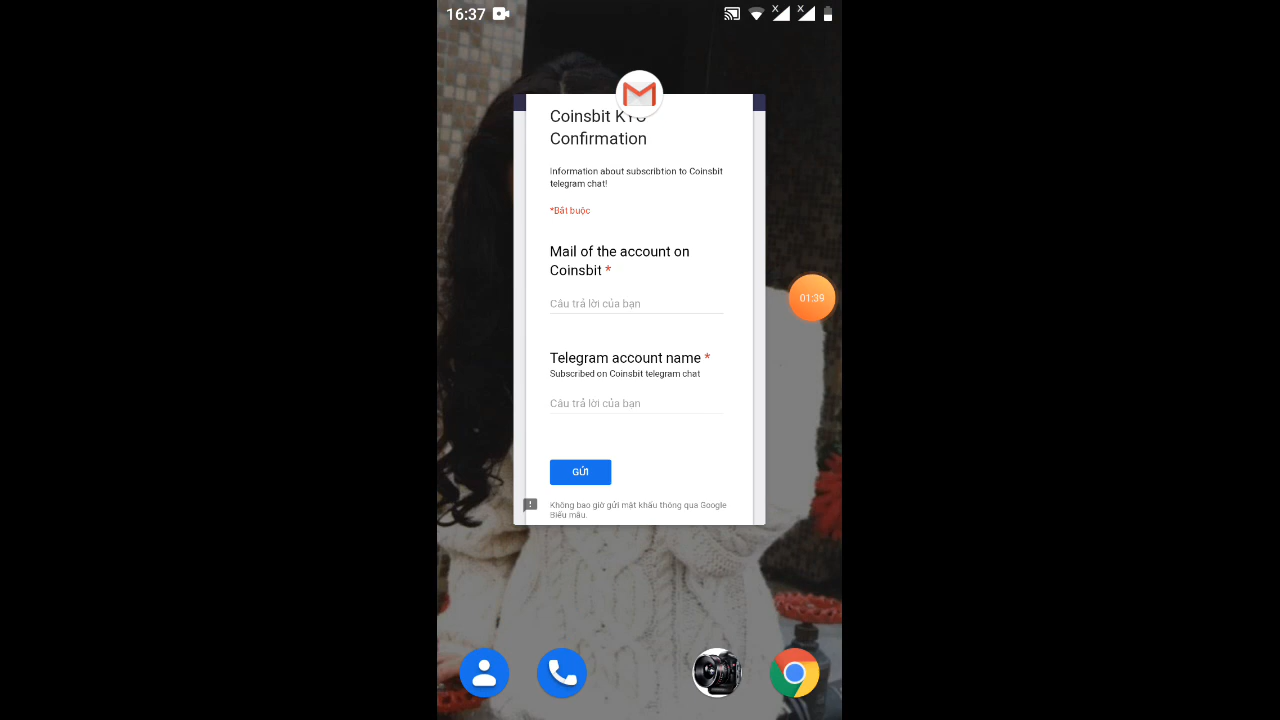 16:37
Coinsbit KYC
Confirmation
Information about subscribtion to Coinsbit
telegram chat!
*Bắt buộc
Mail of the account on
Coinsbit *
Câu trả lời của bạn
Telegram account name *
Subscribed on Coinsbit telegram chat
Câu trả lời của bạn
GỬI
Không bao giờ gửi mật khẩu thông qua Google
Biểu mẫu.
01:39